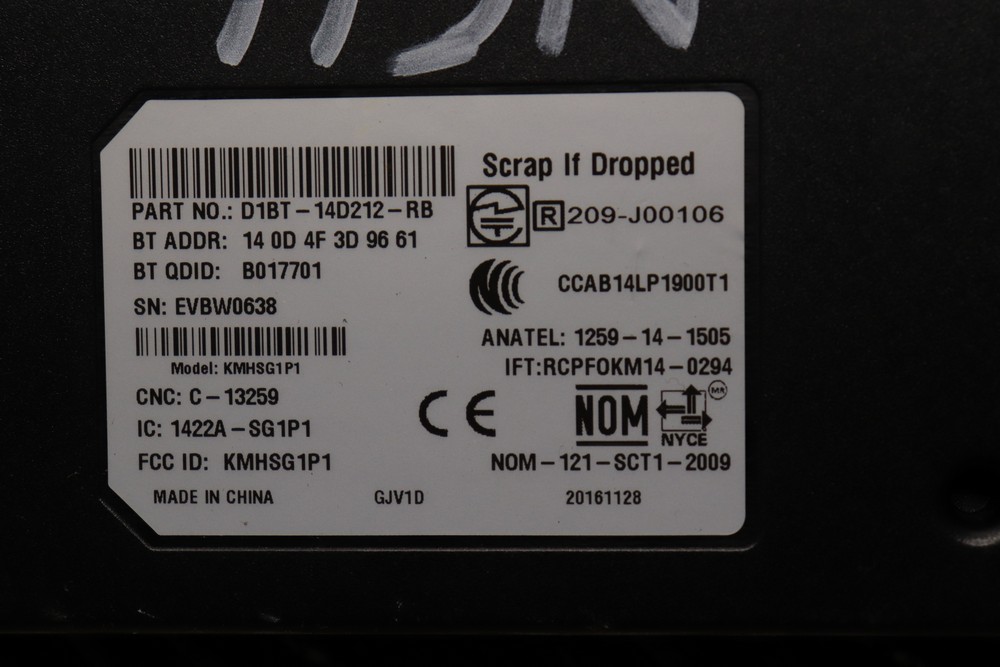 Scrap If Dropped
PART NO.: D1BT-14D212-RB
R 209-J00106
BT ADDR: 14 0D 4F 3D 96 61
BT QDID: B017701
CCAB14LP1900T1
SN: EVBW0638
ANATEL: 1259-14-1505
Model: KMHSG1P1
IFT:RCPFOKM14-0294
CNC: C-13259
CE
NOM
NYCE
IC: 1422A-SG1P1
FCC ID: KMHSG1P1
NOM-121-SCT1-2009
MADE IN CHINA
GJV1D
20161128